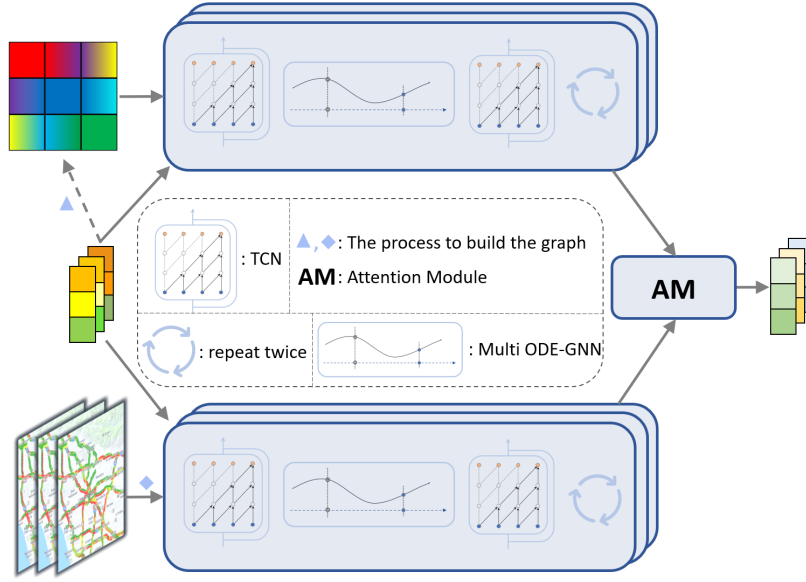 : TCN
, : The process to build the graph
AM: Attention Module
: repeat twice
: Multi ODE-GNN
AM